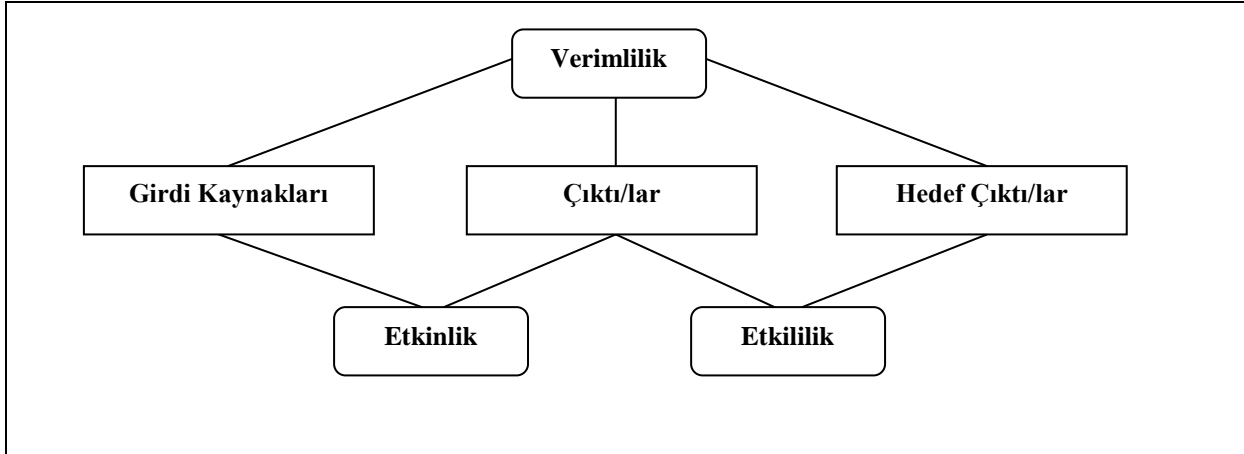 Verimlilik
Girdi Kaynakları
Çıktı/lar
Hedef Çıktı/lar
Etkinlik
Etkililik